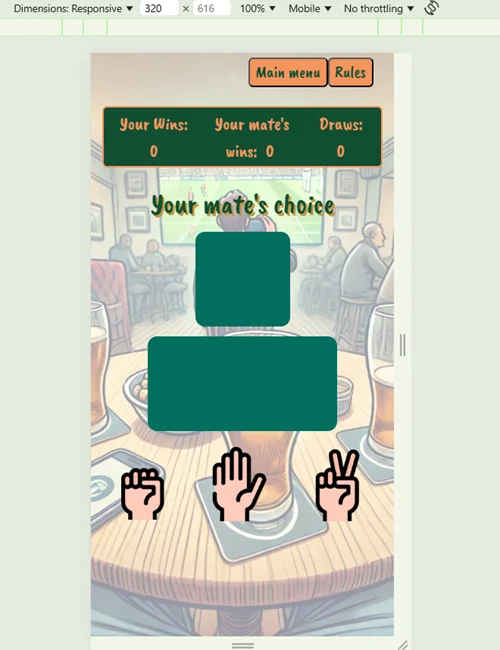 Dimensions: Responsive ▼ 320 × 616 100% ▼ Mobile ▼ No throttling ▼
Main menu Rules
Your Wins: Your mate's Draws:
0 wins: 0 0
Your mate's choice